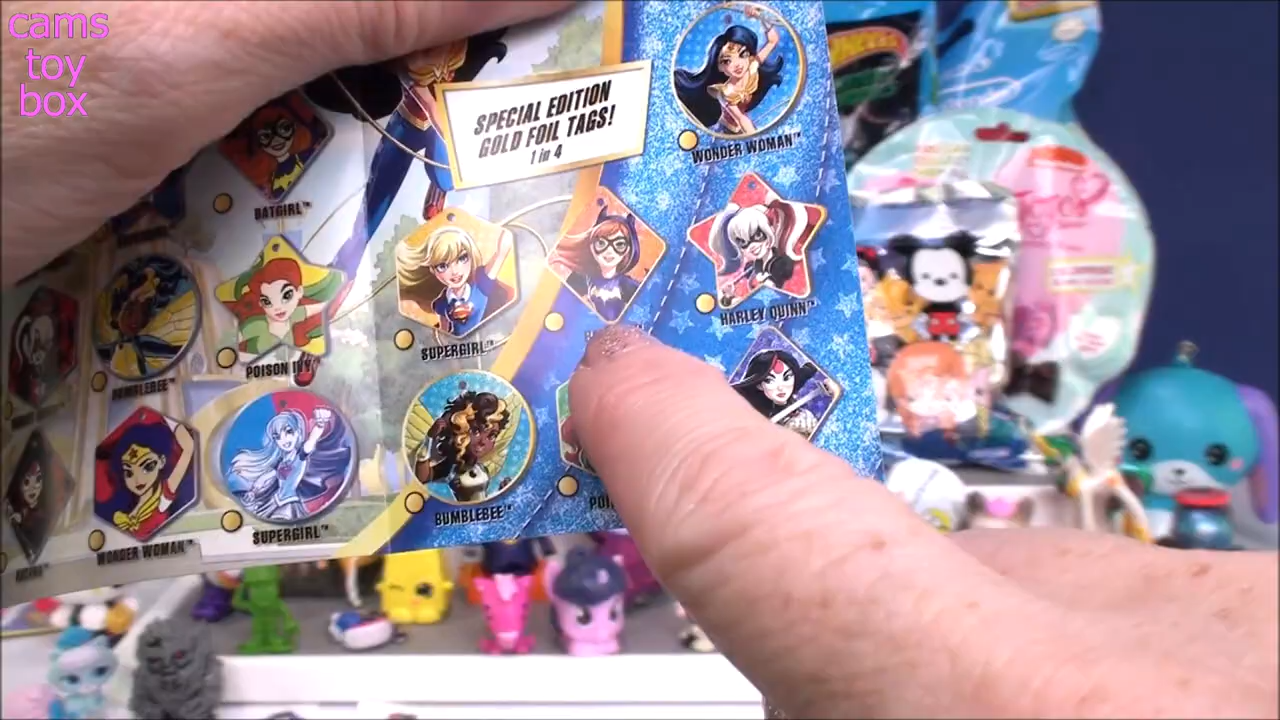 cams
toy
box
SPECIAL EDITION
GOLD FOIL TAGS!
1 in 4
WONDER WOMAN™
BATGIRL™
HARLEY QUINN™
SUPERGIRL™
POISON IVY™
BUMBLEBEE™
BUMBLEBEE™
WONDER WOMAN™
SUPERGIRL™